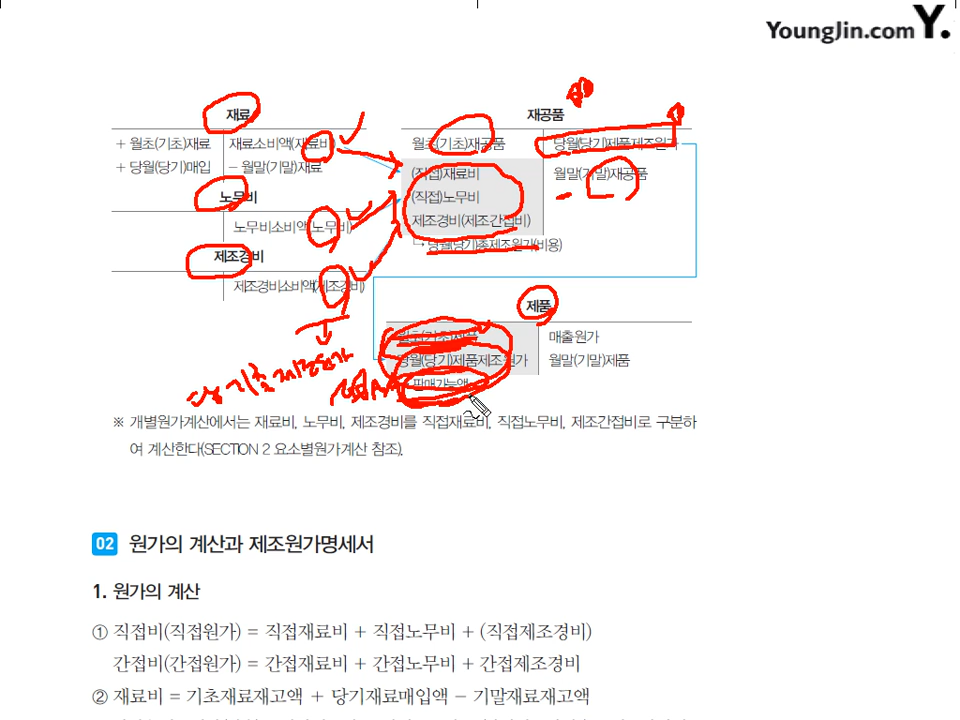 YoungJin.com Y.
재료
+ 월초(기초)재료 재료소비액(재료비)
+ 당월(당기)매입 – 월말(기말)재료
노무비
노무비소비액(노무비)
제조경비
제조경비소비액(제조경비)
재공품
월초(기초)재공품 당월(당기)제품제조원가
(직접)재료비 월말(기말)재공품
(직접)노무비
제조경비(제조간접비)
당월(당기)총제조원가(비용)
제품
월초(기초)제품 매출원가
당월(당기)제품제조원가 월말(기말)제품
판매가능액
※ 개별원가계산에서는 재료비, 노무비, 제조경비를 직접재료비, 직접노무비, 제조간접비로 구분하
여 계산한다(SECTION 2 요소별원가계산 참조).
02 원가의 계산과 제조원가명세서
1. 원가의 계산
① 직접비(직접원가) = 직접재료비 + 직접노무비 + (직접제조경비)
간접비(간접원가) = 간접재료비 + 간접노무비 + 간접제조경비
② 재료비 = 기초재료재고액 + 당기재료매입액 − 기말재료재고액